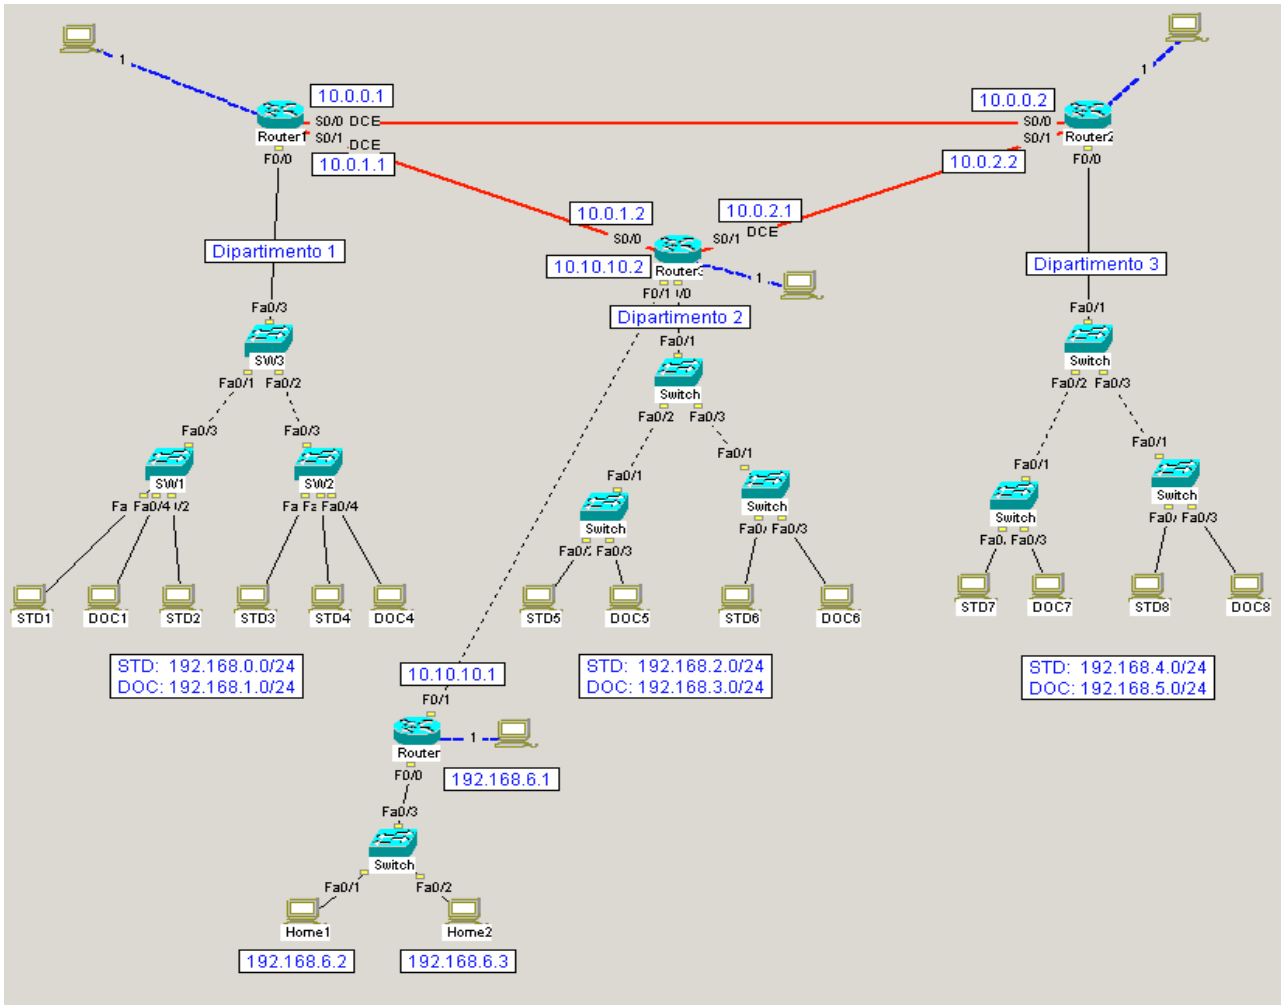 1
1
10.0.0.1
10.0.0.2
S0/0 DCE
S0/0
Router1
S0/1
DCE
S0/1
Router2
F0/0
10.0.1.1
10.0.2.2
F0/0
10.0.1.2
10.0.2.1
S0/0
S0/1
DCE
Dipartimento 1
10.10.10.2
Router3
1
Dipartimento 3
F0/1
Dipartimento 2
Fa0/3
Fa0/1
Fa0/1
SW3
Switch
Fa0/1
Fa0/2
Switch
Fa0/2
Fa0/3
Fa0/2
Fa0/3
Fa0/3
Fa0/3
Fa0/1
Fa0/1
Fa0/1
Fa0/1
SW1
SW2
Switch
Switch
Switch
Switch
Fa0/4
Fa0/4
Fa0/3
Fa0/3
Fa0/3
Fa0/3
STD1
DOC1
STD2
STD3
STD4
DOC4
STD5
DOC5
STD6
DOC6
STD7
DOC7
STD8
DOC8
STD: 192.168.0.0/24
DOC: 192.168.1.0/24
STD: 192.168.2.0/24
DOC: 192.168.3.0/24
STD: 192.168.4.0/24
DOC: 192.168.5.0/24
10.10.10.1
F0/1
Router
1
F0/0
192.168.6.1
Fa0/3
Switch
Fa0/1
Fa0/2
Home1
Home2
192.168.6.2
192.168.6.3